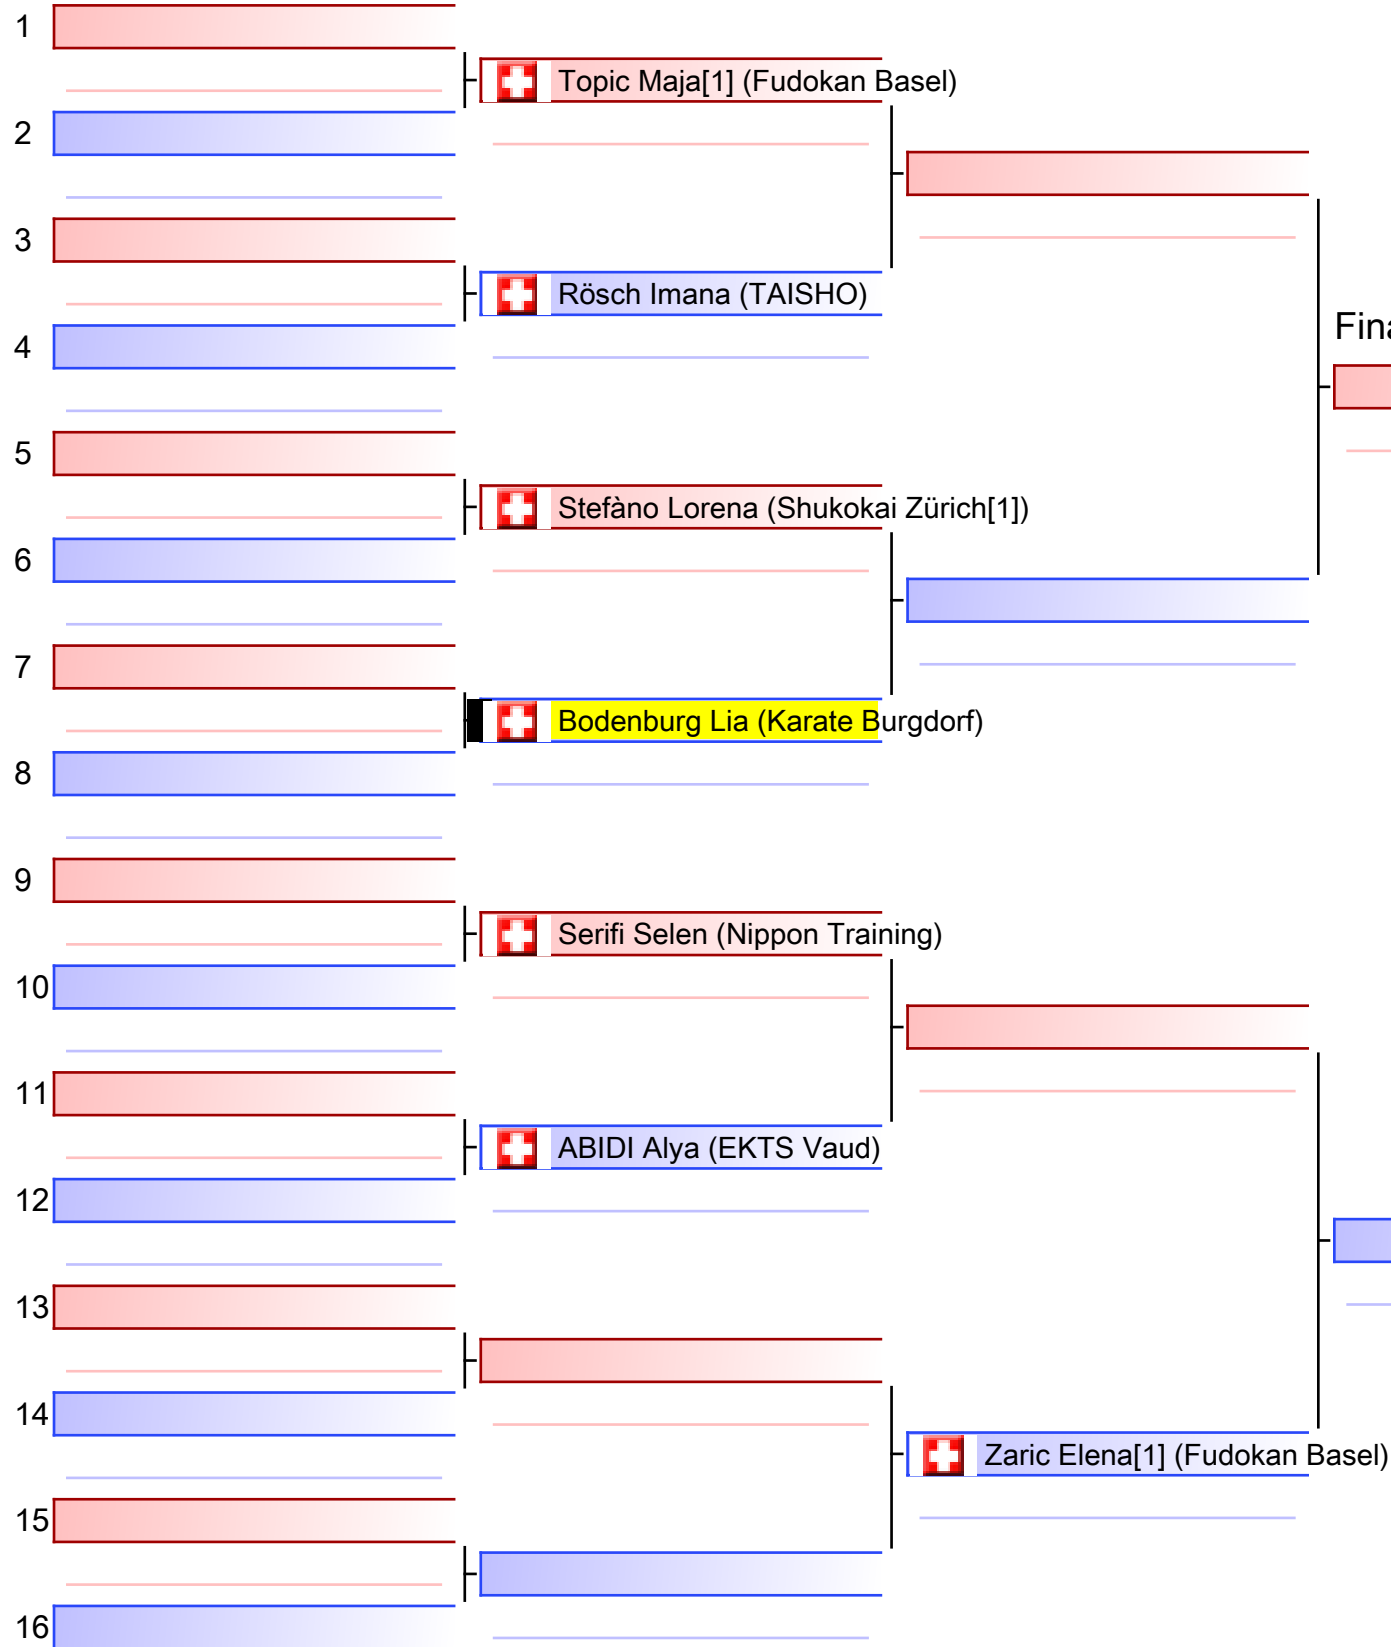 1
Topic Maja[1] (Fudokan Basel)
2
3
Rösch Imana (TAISHO)
4
5
Stefàno Lorena (Shukokai Zürich[1])
6
7
Bodenburg Lia (Karate Burgdorf)
8
9
Serifi Selen (Nippon Training)
10
11
ABIDI Alya (EKTS Vaud)
12
13
14
Zaric Elena[1] (Fudokan Basel)
15
16